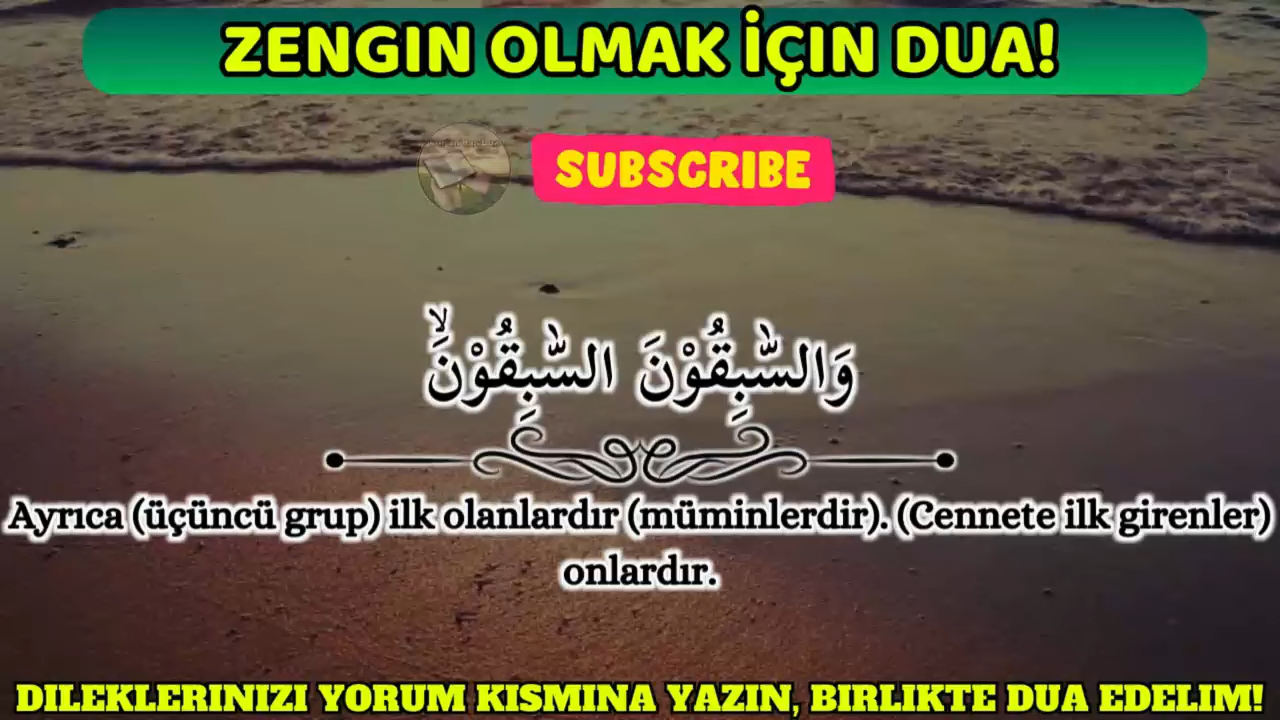 ZENGIN OLMAK İÇIN DUA!
SUBSCRIBE
وَالسّٰبِقُوْنَ السّٰبِقُوْنَۙ
Ayrıca (üçüncü grup) ilk olanlardır (müminlerdir). (Cennete ilk girenler)
onlardır.
DILEKLERINIZI YORUM KISMINA YAZIN, BIRLIKTE DUA EDELIM!